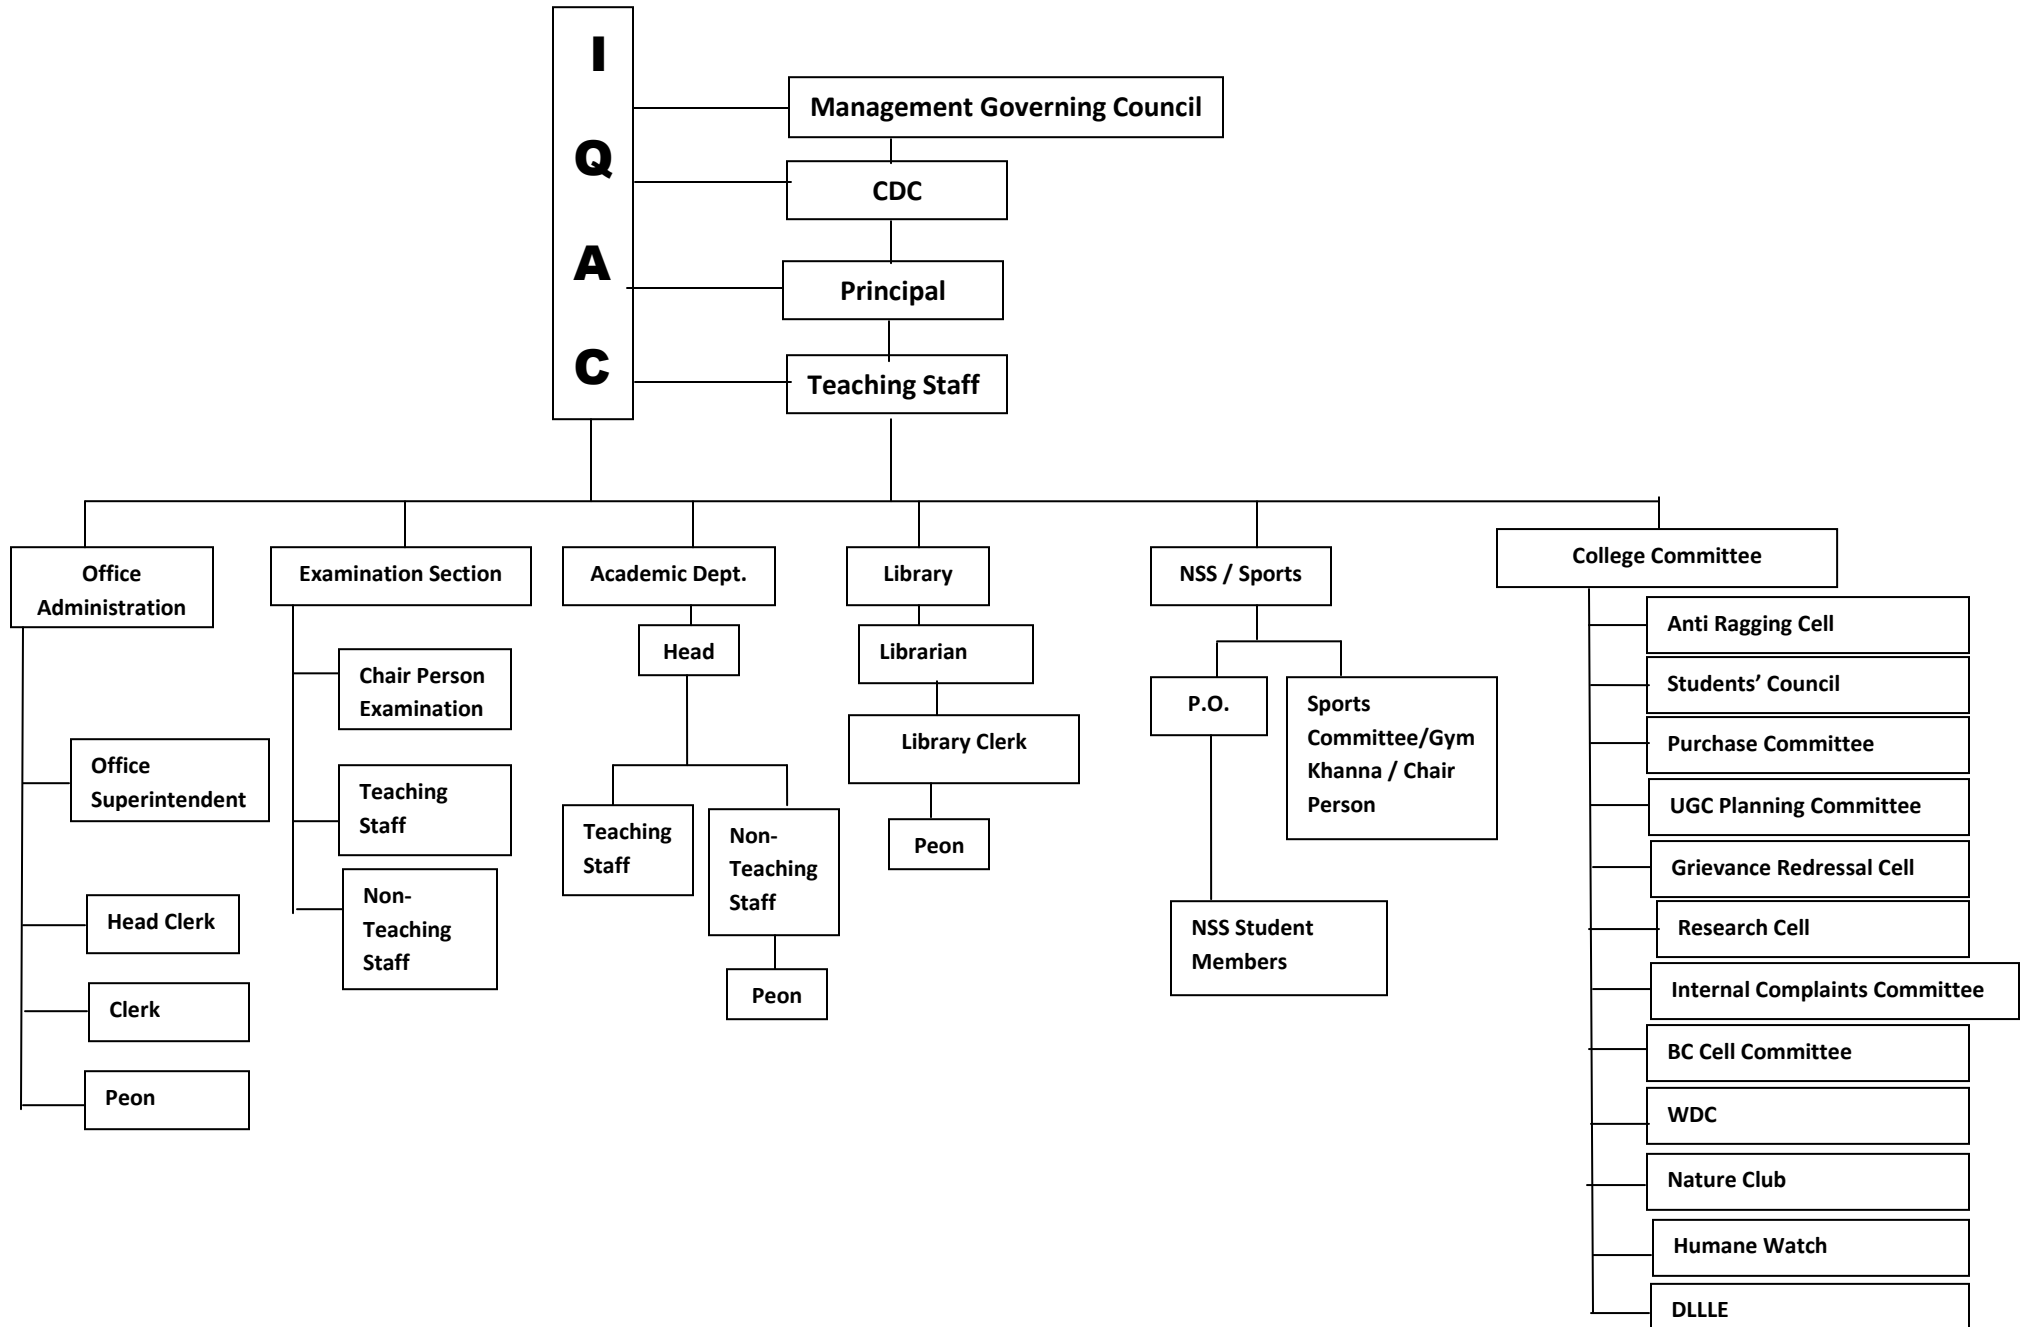 I
Q
A
C
Management Governing Council
CDC
Principal
Teaching Staff
Office
Administration
Office
Superintendent
Head Clerk
Clerk
Peon
Examination Section
Chair Person
Examination
Teaching
Staff
Non-
Teaching
Staff
Academic Dept.
Head
Teaching
Staff
Non-
Teaching
Staff
Peon
Library
Librarian
Library Clerk
Peon
NSS / Sports
P.O.
NSS Student
Members
Sports
Committee/Gym
Khanna / Chair
Person
College Committee
Anti Ragging Cell
Students’ Council
Purchase Committee
UGC Planning Committee
Grievance Redressal Cell
Research Cell
Internal Complaints Committee
BC Cell Committee
WDC
Nature Club
Humane Watch
DLLLE